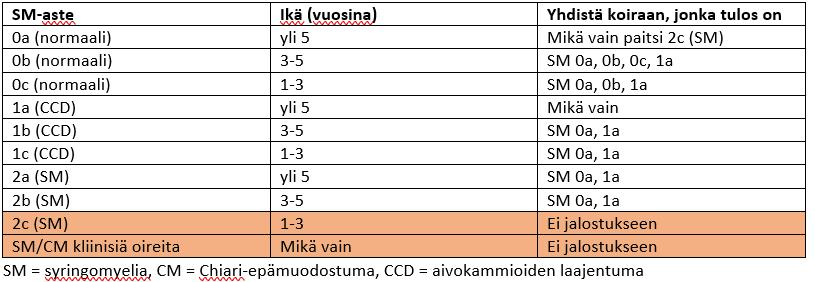 SM-aste Ikä (vuosina) Yhdistä koiraan, jonka tulos on
0a (normaali) yli 5 Mikä vain paitsi 2c (SM)
0b (normaali) 3-5 SM 0a, 0b, 0c, 1a
0c (normaali) 1-3 SM 0a, 0b, 1a
1a (CCD) yli 5 Mikä vain
1b (CCD) 3-5 SM 0a, 1a
1c (CCD) 1-3 SM 0a, 1a
2a (SM) yli 5 SM 0a, 1a
2b (SM) 3-5 SM 0a, 1a
2c (SM) 1-3 Ei jalostukseen
SM/CM kliinisiä oireita Mikä vain Ei jalostukseen
SM = syringomyelia, CM = Chiari-epämuodostuma, CCD = aivokammioiden laajentuma